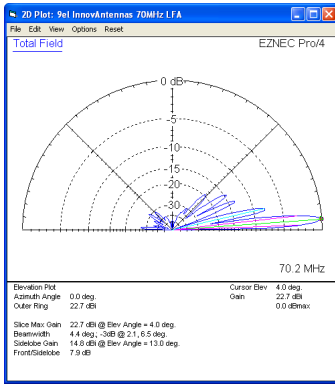 2D Plot: 9el InnovAntennas 70MHz LFA
File Edit View Options Reset
Total Field EZNEC Pro/4
0 dB
-5
-10
-15
-20
-30
70.2 MHz
Elevation Plot Cursor Elev 4.0 deg.
Azimuth Angle 0.0 deg. Gain 22.7 dBi
Outer Ring 22.7 dBi 0.0 dBmax
Slice Max Gain 22.7 dBi @ Elev Angle = 4.0 deg.
Beamwidth 4.4 deg.; -3dB @ 2.1, 6.5 deg.
Sidelobe Gain 14.8 dBi @ Elev Angle = 13.0 deg.
Front/Sidelobe 7.9 dB